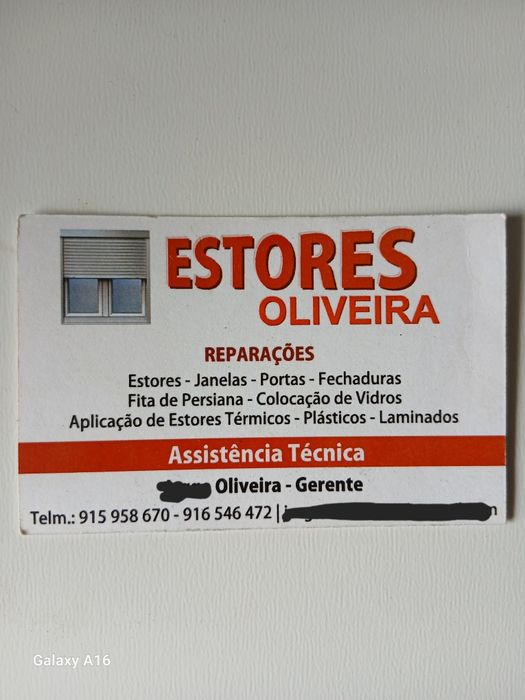 ESTORES
OLIVEIRA
REPARAÇÕES
Estores - Janelas - Portas - Fechaduras
Fita de Persiana - Colocação de Vidros
Aplicação de Estores Térmicos - Plásticos - Laminados
Assistência Técnica
Oliveira - Gerente
Telm.: 915 958 670 - 916 546 472 |
Galaxy A16